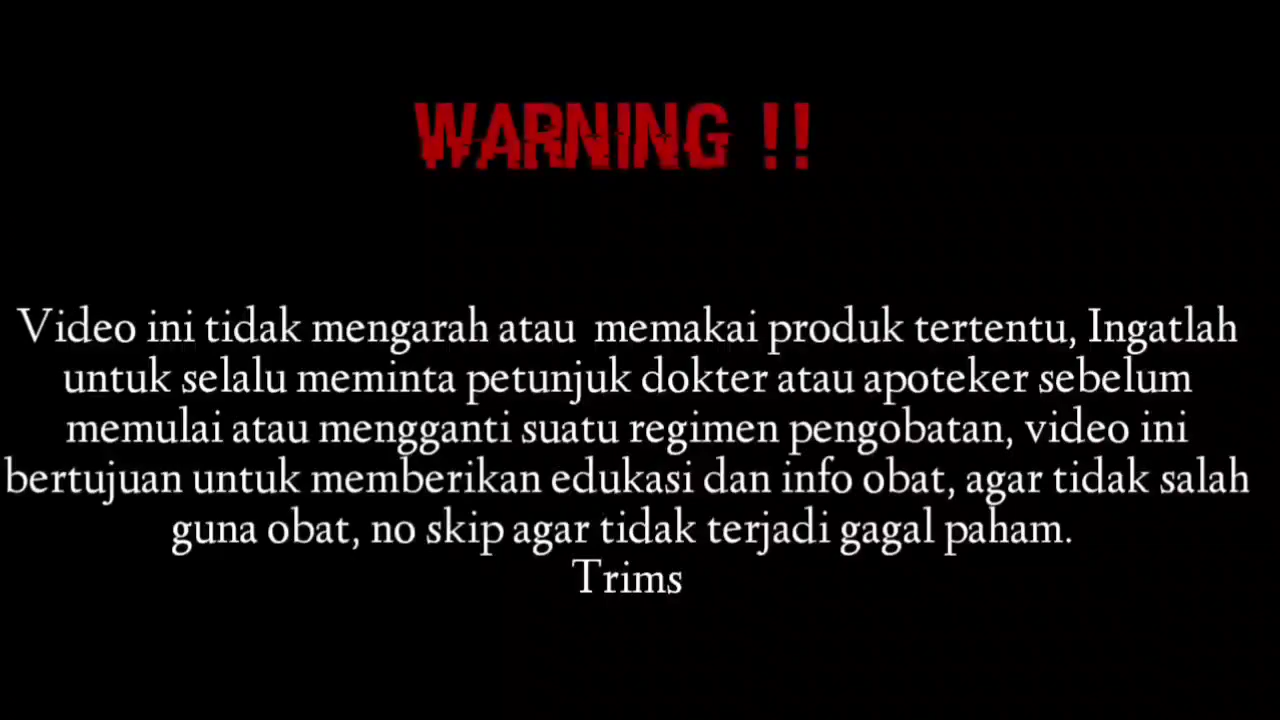 WARNING !!
Video ini tidak mengarah atau memakai produk tertentu, Ingatlah
untuk selalu meminta petunjuk dokter atau apoteker sebelum
memulai atau mengganti suatu regimen pengobatan, video ini
bertujuan untuk memberikan edukasi dan info obat, agar tidak salah
guna obat, no skip agar tidak terjadi gagal paham.
Trims